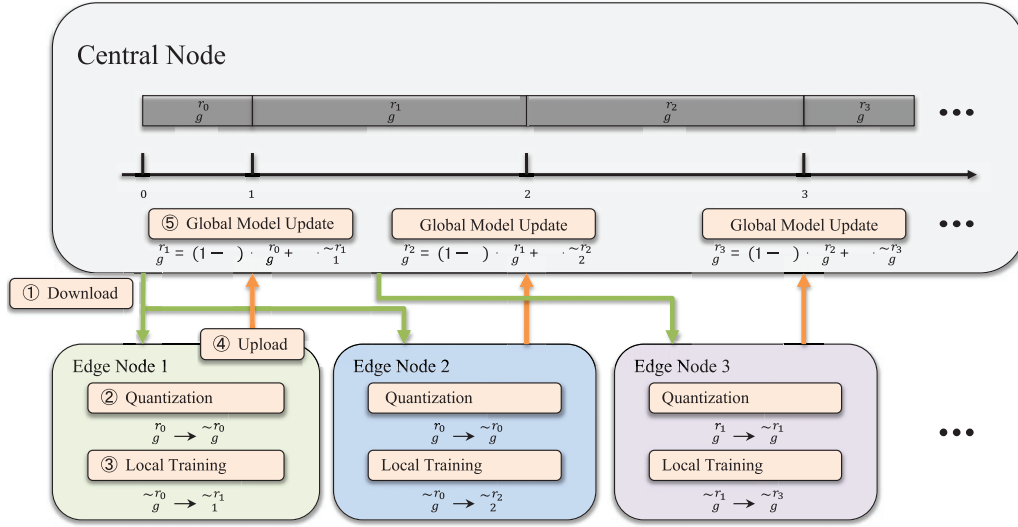 Central Node
r0 g r1 g r2 g r3 g •••
0 1 2 3
⑤ Global Model Update Global Model Update Global Model Update •••
r1 g = (1− ) · r0 g + · ~r1 1
r2 g = (1− ) · r1 g + · ~r2 2
r3 g = (1− ) · r2 g + · ~r3 g
① Download
④ Upload
Edge Node 1
② Quantization
r0 g → ~r0 g
③ Local Training
~r0 g → ~r1 1
Edge Node 2
Quantization
r0 g → ~r0 g
Local Training
~r0 g → ~r2 2
Edge Node 3
Quantization
r1 g → ~r1 g
Local Training
~r1 g → ~r3 g
•••